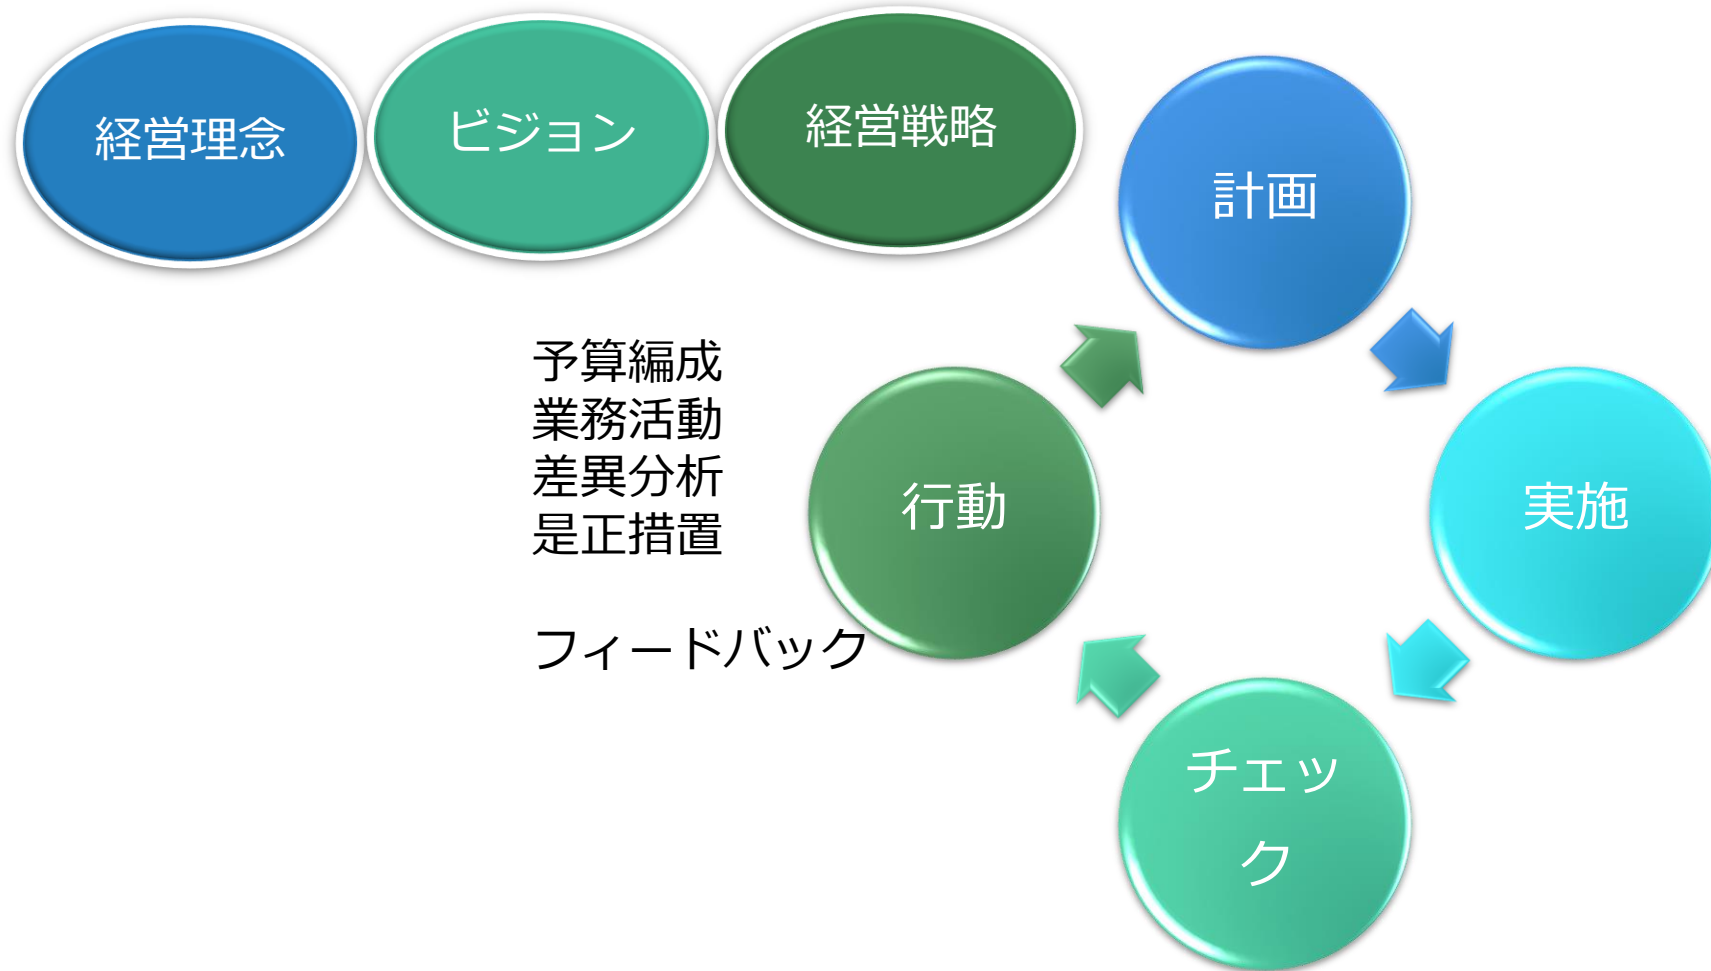 経営理念
ビジョン
経営戦略
計画
予算編成
業務活動
差異分析
是正措置
フィードバック
行動
実施
チェッ
ク